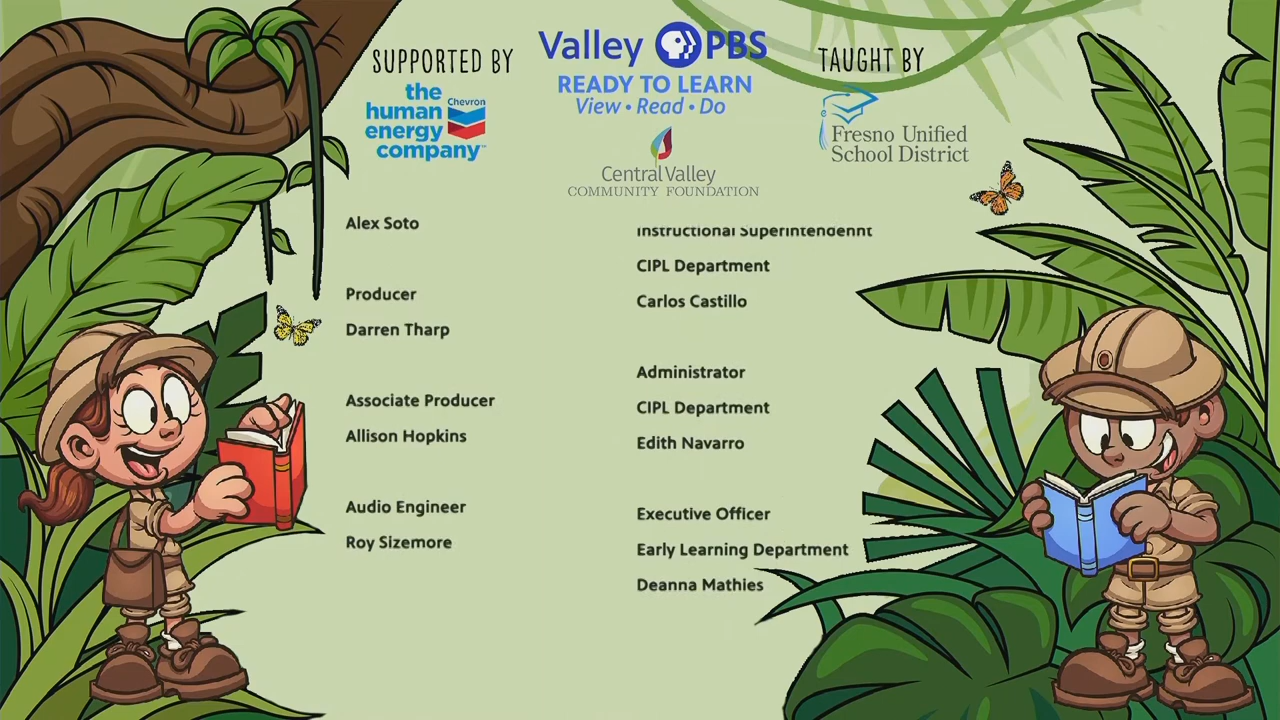 SUPPORTED BY
the
human
energy
company™
Chevron
Valley PBS
READY TO LEARN
View • Read • Do
Central Valley
COMMUNITY FOUNDATION
TAUGHT BY
Fresno Unified
School District
Alex Soto
Producer
Darren Tharp
Associate Producer
Allison Hopkins
Audio Engineer
Roy Sizemore
Instructional Superintendennt
CIPL Department
Carlos Castillo
Administrator
CIPL Department
Edith Navarro
Executive Officer
Early Learning Department
Deanna Mathies